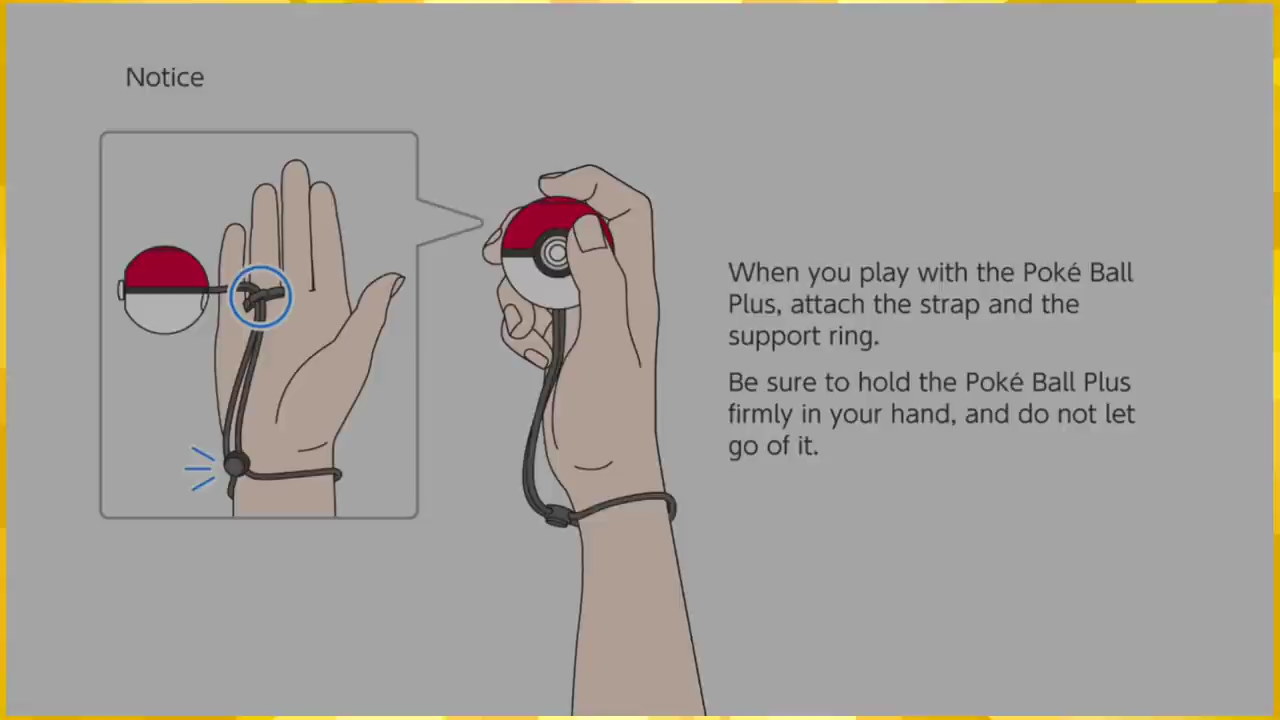 Notice
When you play with the Poké Ball
Plus, attach the strap and the
support ring.
Be sure to hold the Poké Ball Plus
firmly in your hand, and do not let
go of it.